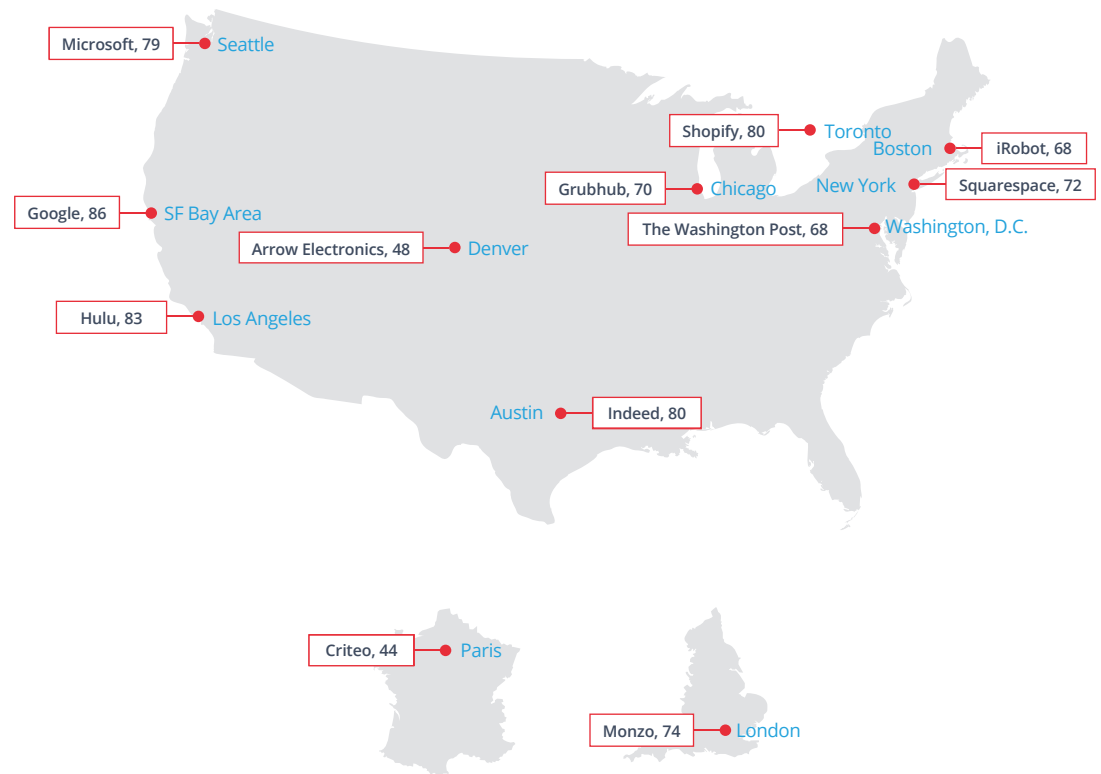 Microsoft, 79
Seattle
Shopify, 80
Toronto
Boston
iRobot, 68
Grubhub, 70
Chicago
New York
Squarespace, 72
Google, 86
SF Bay Area
The Washington Post, 68
Washington, D.C.
Arrow Electronics, 48
Denver
Hulu, 83
Los Angeles
Austin
Indeed, 80
Criteo, 44
Paris
Monzo, 74
London